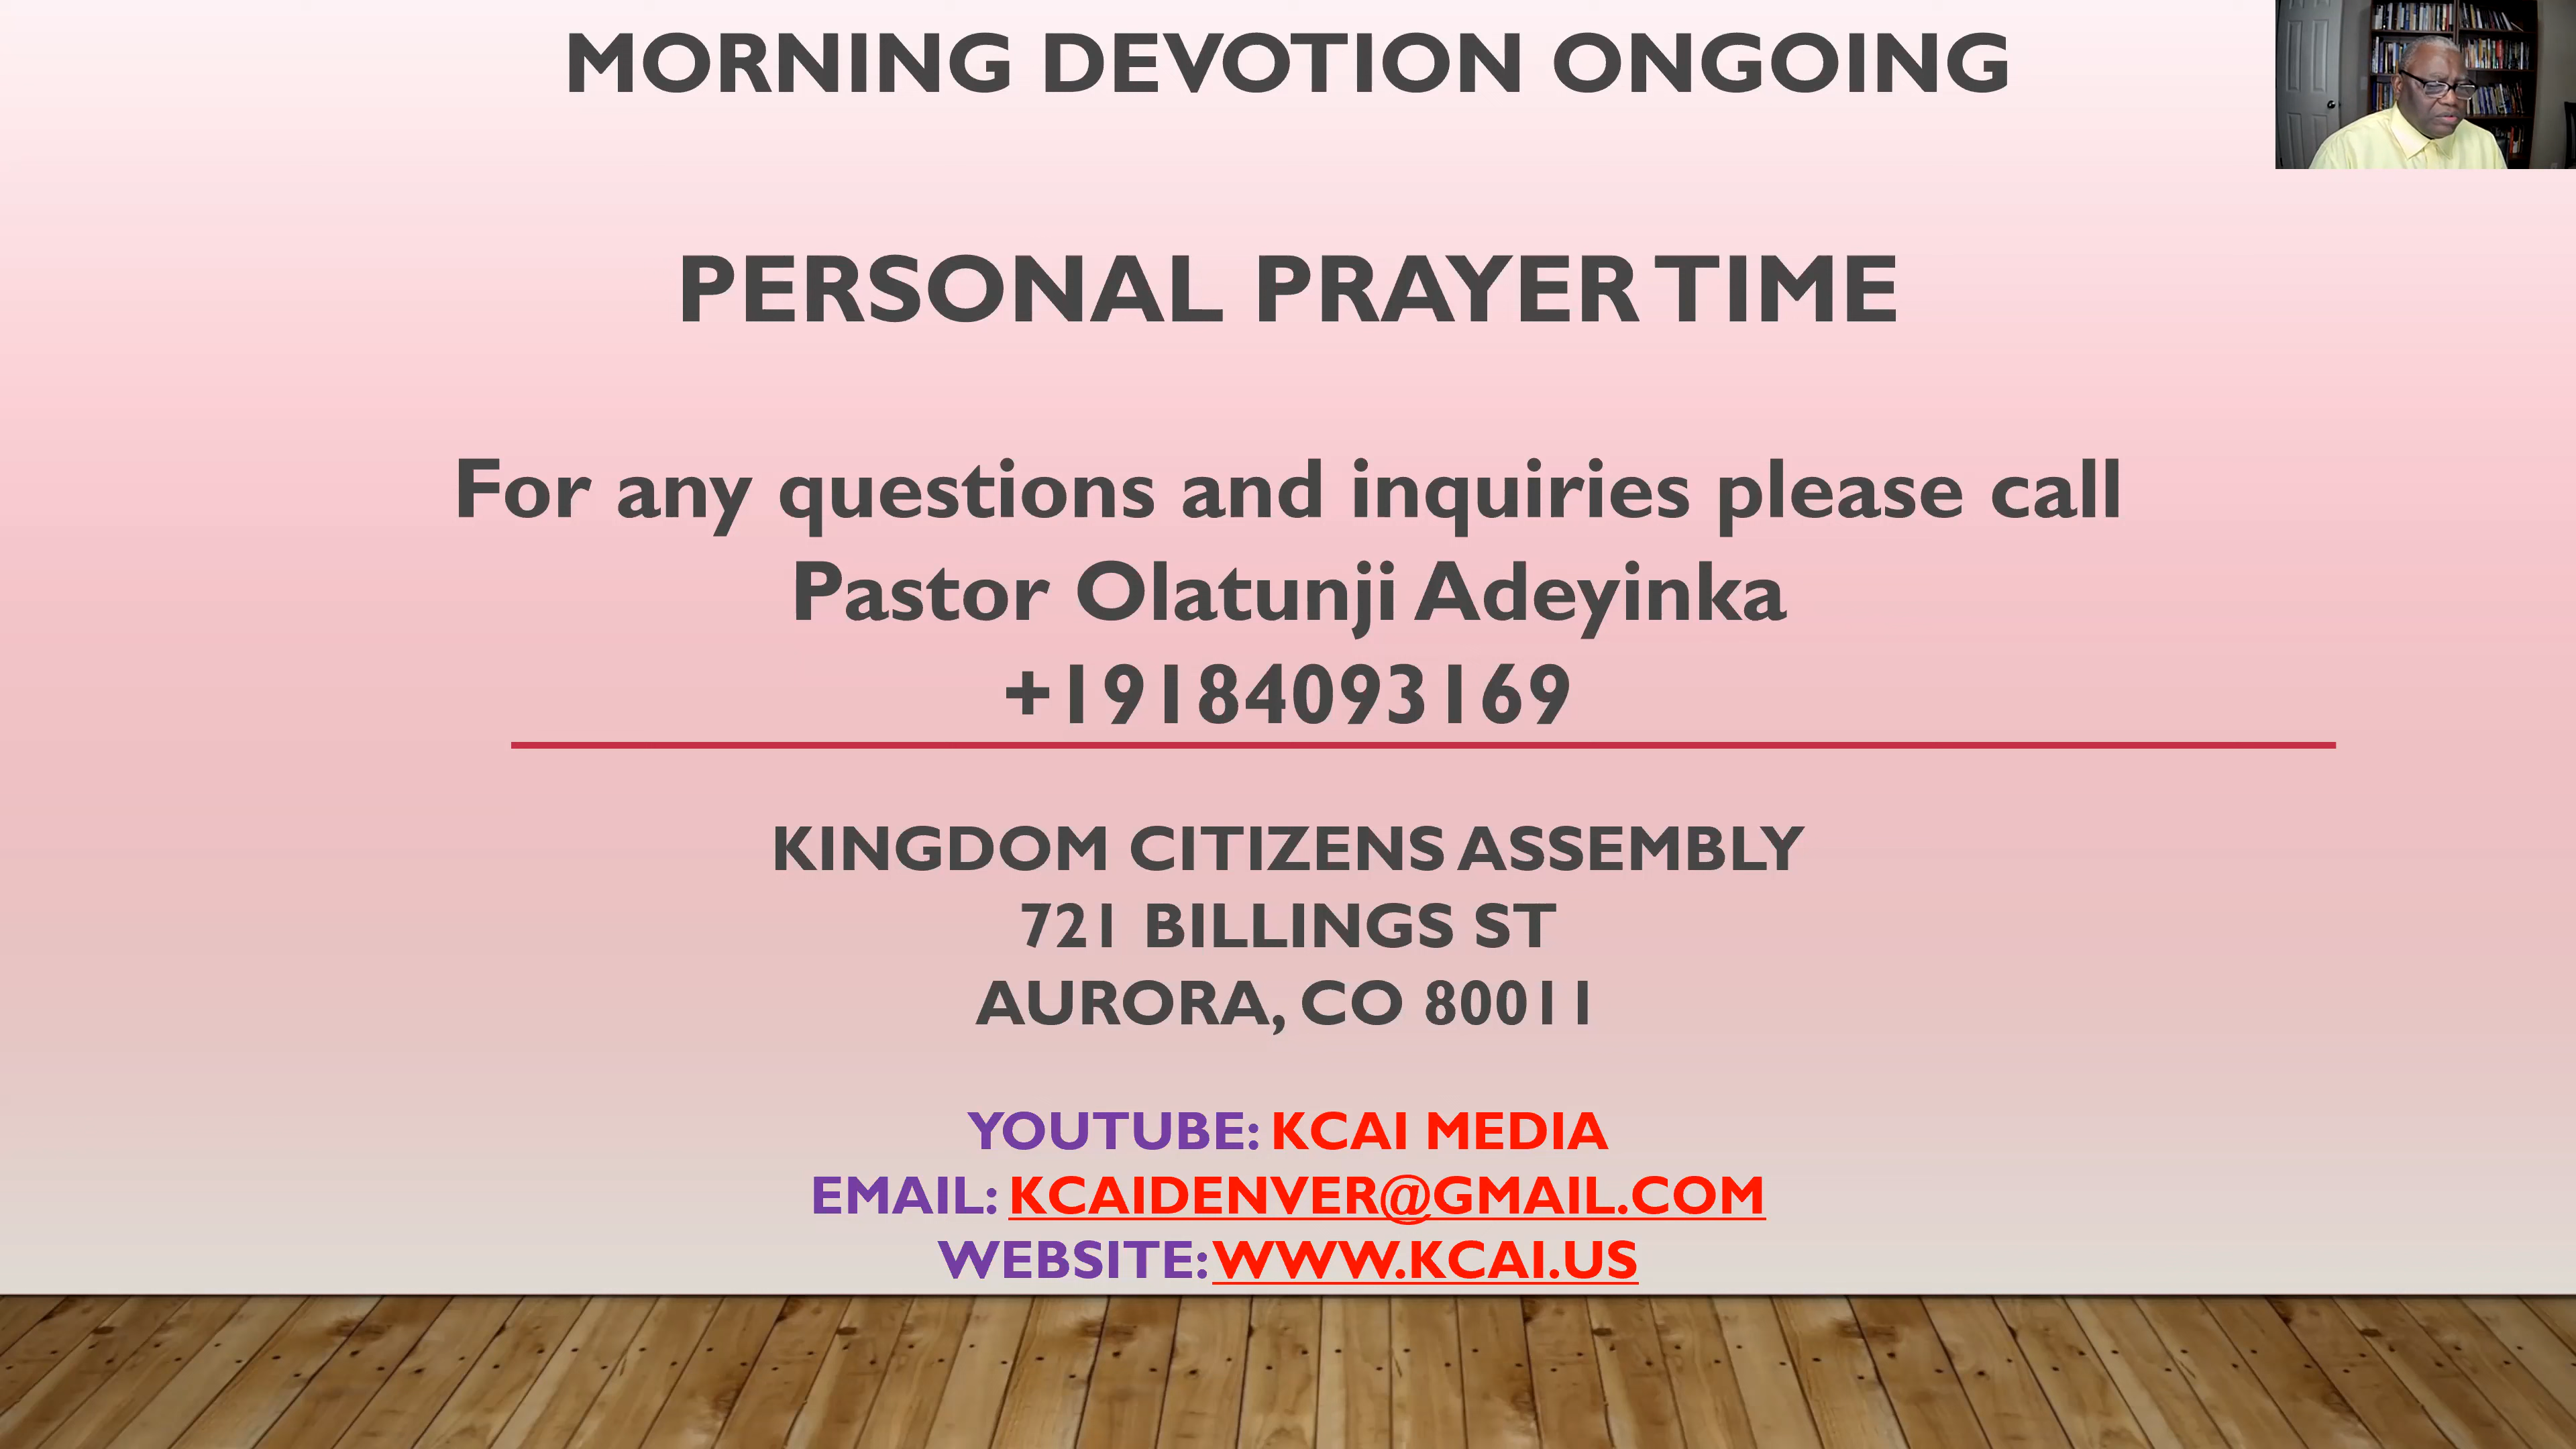 MORNING DEVOTION ONGOING
PERSONAL PRAYER TIME
For any questions and inquiries please call
Pastor Olatunji Adeyinka
+19184093169
KINGDOM CITIZENS ASSEMBLY
721 BILLINGS ST
AURORA, CO 80011
YOUTUBE: KCAI MEDIA
EMAIL: KCAIDENVER@GMAIL.COM
WEBSITE: WWW.KCAI.US